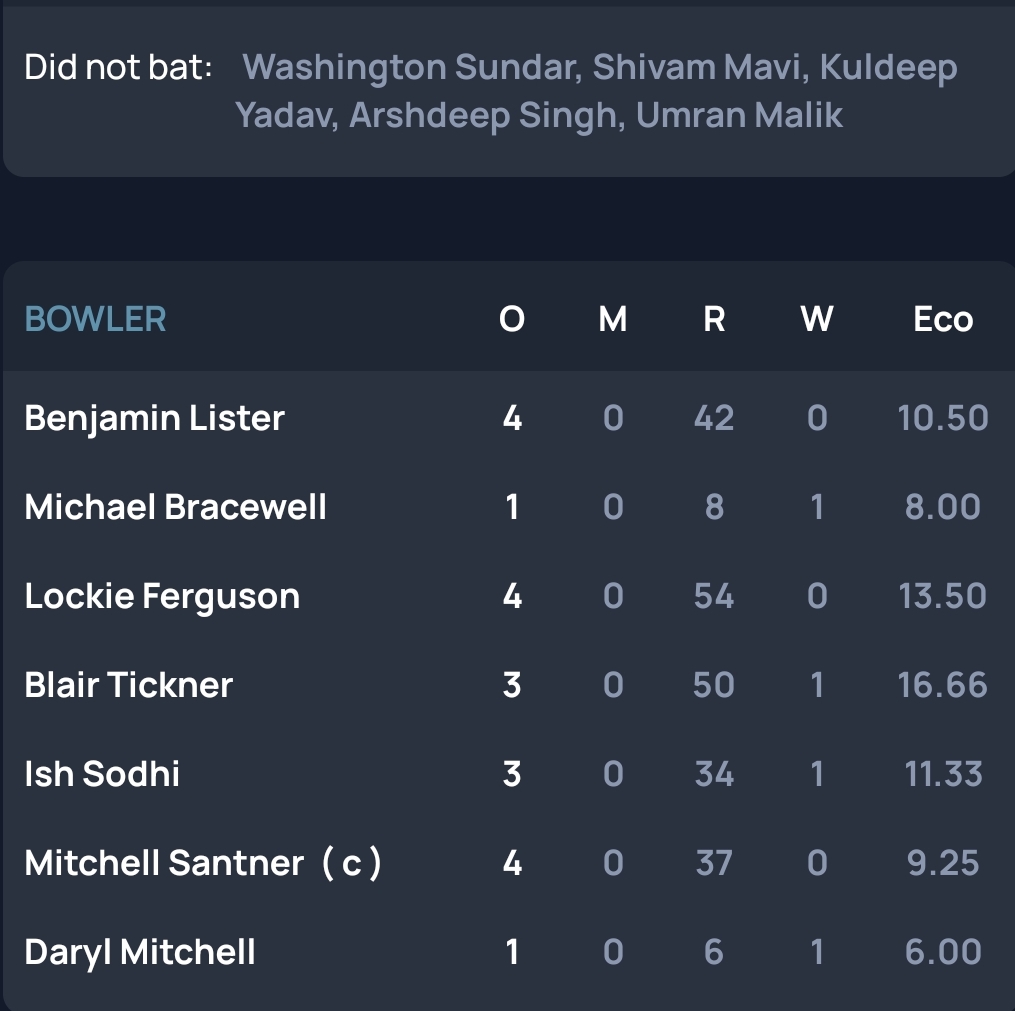 Did not bat: Washington Sundar, Shivam Mavi, Kuldeep
Yadav, Arshdeep Singh, Umran Malik
BOWLER O M R W Eco
Benjamin Lister 4 0 42 0 10.50
Michael Bracewell 1 0 8 1 8.00
Lockie Ferguson 4 0 54 0 13.50
Blair Tickner 3 0 50 1 16.66
Ish Sodhi 3 0 34 1 11.33
Mitchell Santner ( c ) 4 0 37 0 9.25
Daryl Mitchell 1 0 6 1 6.00